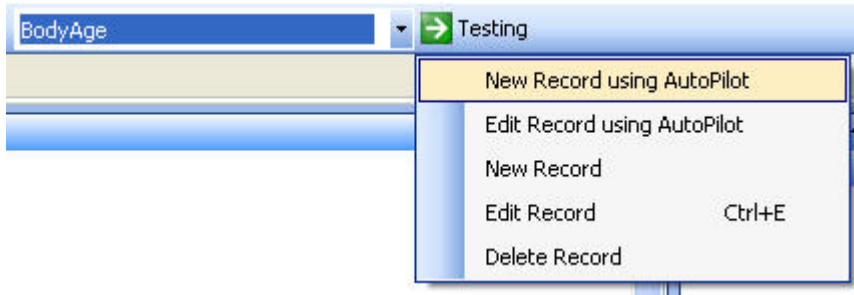 BodyAge Testing
New Record using AutoPilot
Edit Record using AutoPilot
New Record
Edit Record Ctrl+E
Delete Record